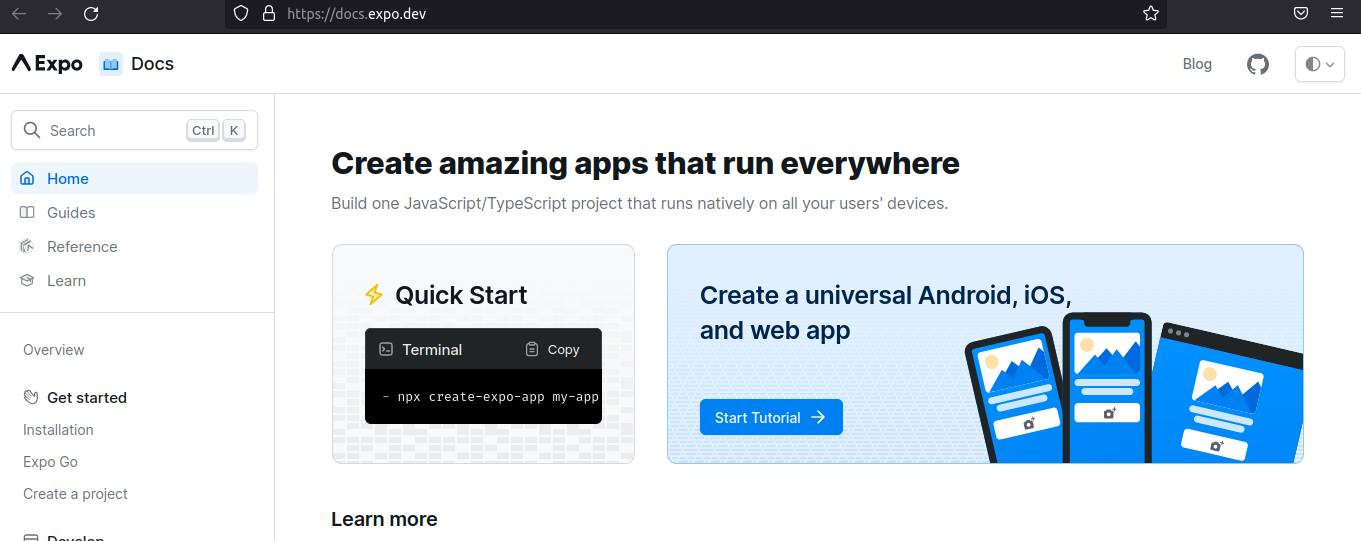 https://docs.expo.dev
Expo Docs
Blog
Search Ctrl K
Home
Guides
Reference
Learn
Overview
Get started
Installation
Expo Go
Create a project
Develop
Create amazing apps that run everywhere
Build one JavaScript/TypeScript project that runs natively on all your users' devices.
Quick Start
Terminal Copy
- npx create-expo-app my-app
Create a universal Android, iOS,
and web app
Start Tutorial
Learn more